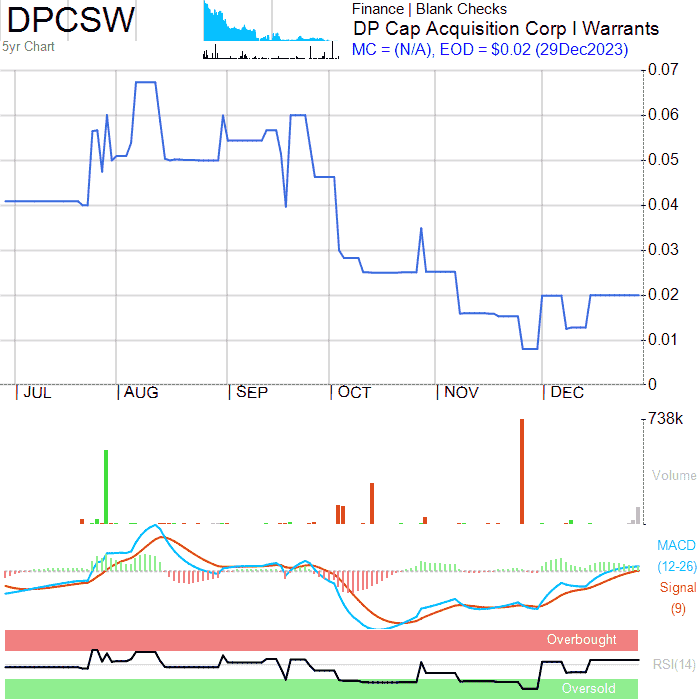 DPCSW
5yr Chart
Finance | Blank Checks
DP Cap Acquisition Corp I Warrants
MC = (N/A), EOD = $0.02 (29Dec2023)
0.07
0.06
0.05
0.04
0.03
0.02
0.01
0
JUL AUG SEP OCT NOV DEC
738k
Volume
MACD
(12-26)
Signal
(9)
Overbought
RSI(14)
Oversold